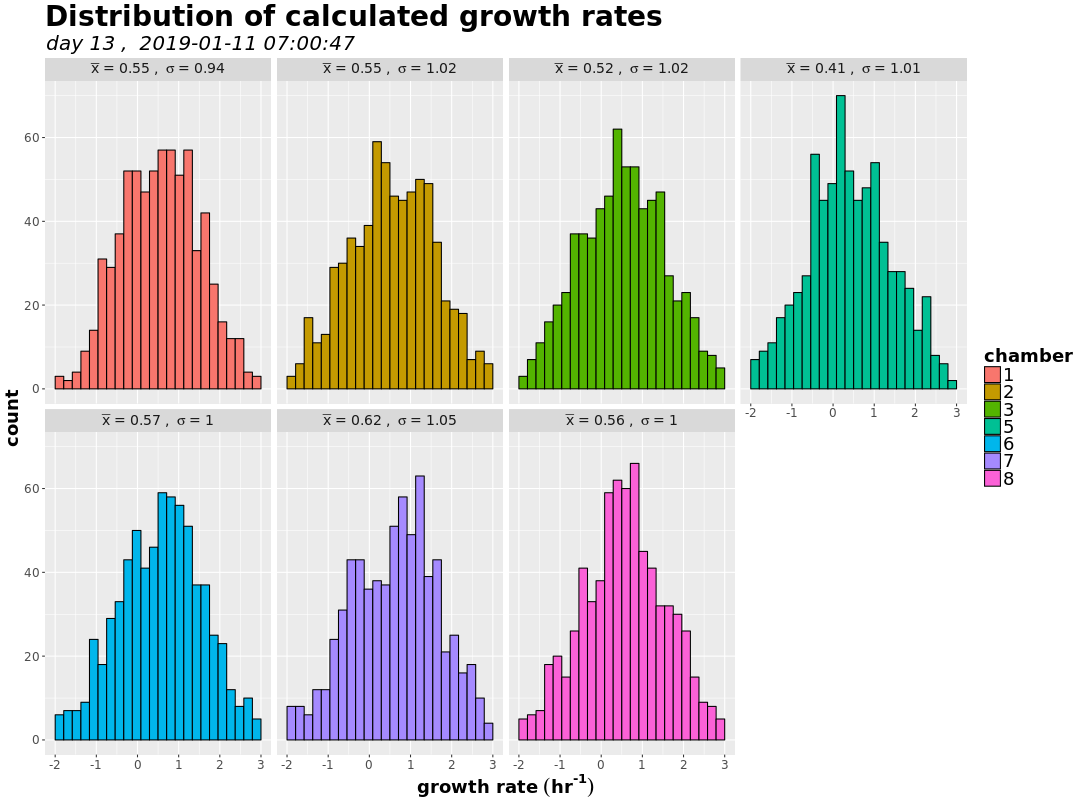 Distribution of calculated growth rates
day 13 ,  2019-01-11 07:00:47
x̅ = 0.55 ,  σ = 0.94
x̅ = 0.55 ,  σ = 1.02
x̅ = 0.52 ,  σ = 1.02
x̅ = 0.41 ,  σ = 1.01
60
40
20
0
-2 -1 0 1 2 3
x̅ = 0.57 ,  σ = 1
x̅ = 0.62 ,  σ = 1.05
x̅ = 0.56 ,  σ = 1
60
40
20
0
-2 -1 0 1 2 3
-2 -1 0 1 2 3
-2 -1 0 1 2 3
growth rate (hr⁻¹)
count
chamber
1
2
3
5
6
7
8